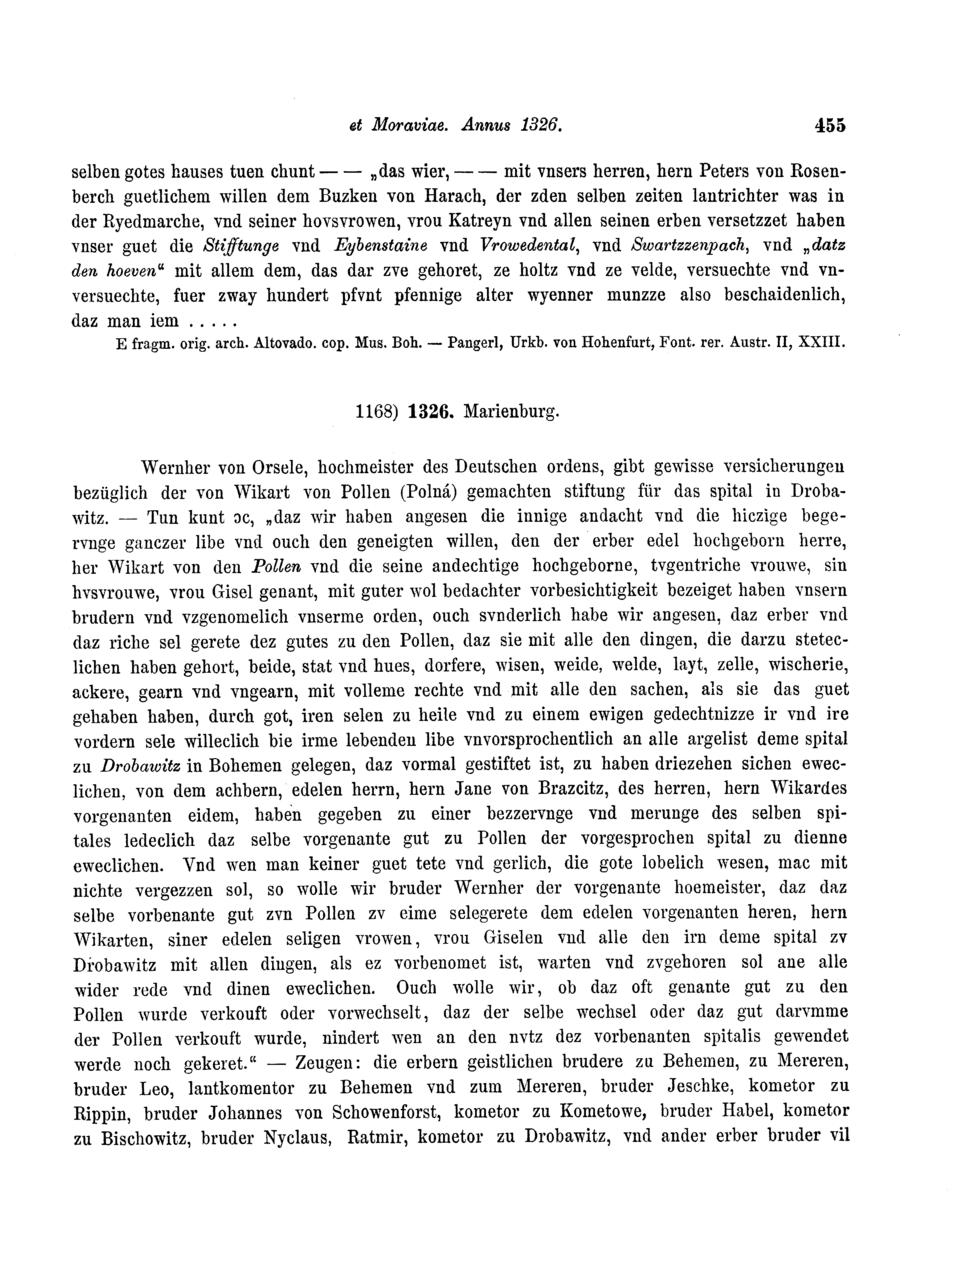 et Moraviae. Annus 1326. 455
selben gotes hauses tuen chunt — — „das wier, — — mit vnsers herren, hern Peters von Rosen-
berch guetlichem willen dem Buzken von Harach, der zden selben zeiten lantrichter was in
der Ryedmarche, vnd seiner hovsvrowen, vrou Katreyn vnd allen seinen erben versetzzet haben
vnser guet die Stifftunge vnd Eybenstaine vnd Vrowedental, vnd Swartzzenpach, vnd „datz
den hoeven“ mit allem dem, das dar zve gehoret, ze holtz vnd ze velde, versuechte vnd vn-
versuechte, fuer zway hundert pfvnt pfennige alter wyenner munzze also beschaidenlich,
daz man iem . . . . .
E fragm. orig. arch. Altovado. cop. Mus. Boh. — Pangerl, Urkb. von Hohenfurt, Font. rer. Austr. II, XXIII.
1168) 1326. Marienburg.
Wernher von Orsele, hochmeister des Deutschen ordens, gibt gewisse versicherungen
bezüglich der von Wikart von Pollen (Polná) gemachten stiftung für das spital in Droba-
witz. — Tun kunt ɔc, „daz wir haben angesen die innige andacht vnd die hiczige bege-
rvnge ganczer libe vnd ouch den geneigten willen, den der erber edel hochgeborn herre,
her Wikart von den Pollen vnd die seine andechtige hochgeborne, tvgentriche vrouwe, sin
hvsvrouwe, vrou Gisel genant, mit guter wol bedachter vorbesichtigkeit bezeiget haben vnsern
brudern vnd vzgenomelich vnserme orden, ouch svnderlich habe wir angesen, daz erber vnd
daz riche sel gerete dez gutes zu den Pollen, daz sie mit alle den dingen, die darzu stetec-
lichen haben gehort, beide, stat vnd hues, dorfere, wisen, weide, welde, layt, zelle, wischerie,
ackere, gearn vnd vngearn, mit volleme rechte vnd mit alle den sachen, als sie das guet
gehaben haben, durch got, iren selen zu heile vnd zu einem ewigen gedechtnizze ir vnd ire
vordern sele willeclich bie irme lebenden libe vnvorsprochentlich an alle argelist deme spital
zu Drobawitz in Bohemen gelegen, daz vormal gestiftet ist, zu haben driezehen sichen ewec-
lichen, von dem achbern, edelen herrn, hern Jane von Brazcitz, des herren, hern Wikardes
vorgenanten eidem, haben gegeben zu einer bezzervnge vnd merunge des selben spi-
tales ledeclich daz selbe vorgenante gut zu Pollen der vorgesprochen spital zu dienne
eweclichen. Vnd wen man keiner guet tete vnd gerlich, die gote lobelich wesen, mac mit
nichte vergezzen sol, so wolle wir bruder Wernher der vorgenante hoemeister, daz daz
selbe vorbenante gut zvn Pollen zv eime selegerete dem edelen vorgenanten heren, hern
Wikarten, siner edelen seligen vrowen, vrou Giselen vnd alle den irn deme spital zv
Drobawitz mit allen dingen, als ez vorbenomet ist, warten vnd zvgehoren sol ane alle
wider rede vnd dinen eweclichen. Ouch wolle wir, ob daz oft genante gut zu den
Pollen wurde verkouft oder vorwechselt, daz der selbe wechsel oder daz gut darvmme
der Pollen verkouft wurde, nindert wen an den nvtz dez vorbenanten spitalis gewendet
werde noch gekeret.“ — Zeugen: die erbern geistlichen brudere zu Behemen, zu Mereren,
bruder Leo, lantkomentor zu Behemen vnd zum Mereren, bruder Jeschke, kometor zu
Rippin, bruder Johannes von Schowenforst, kometor zu Kometowe, bruder Habel, kometor
zu Bischowitz, bruder Nyclaus, Ratmir, kometor zu Drobawitz, vnd ander erber bruder vil